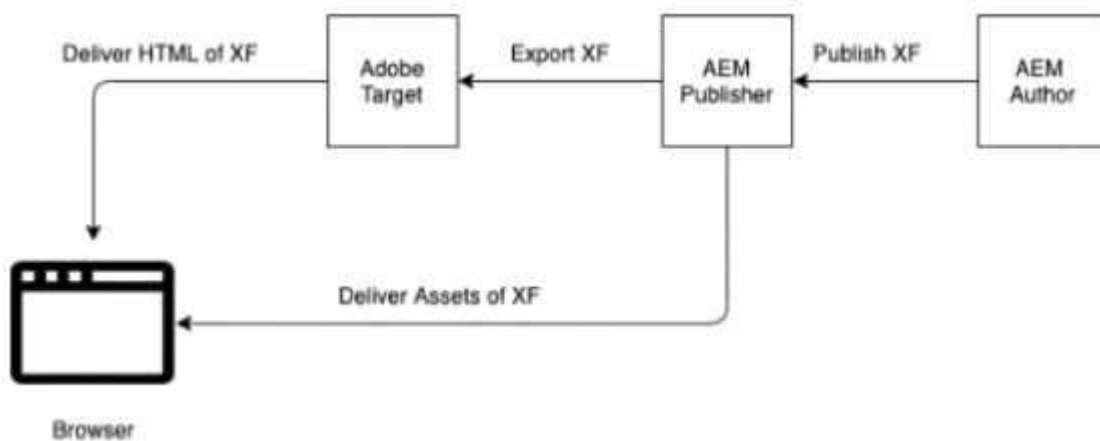 Deliver HTML of XF
Adobe
Target
Export XF
AEM
Publisher
Publish XF
AEM
Author
Deliver Assets of XF
Browser